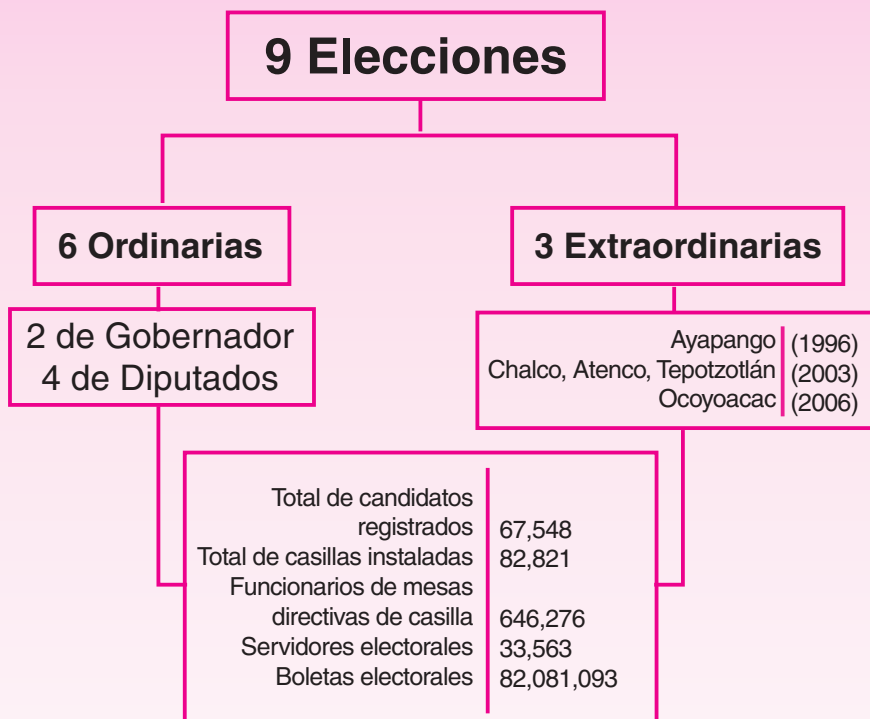 9 Elecciones
6 Ordinarias
2 de Gobernador
4 de Diputados
3 Extraordinarias
Ayapango (1996)
Chalco, Atenco, Tepotzotlán (2003)
Ocoyoacac (2006)
Total de candidatos
registrados 67,548
Total de casillas instaladas 82,821
Funcionarios de mesas
directivas de casilla 646,276
Servidores electorales 33,563
Boletas electorales 82,081,093